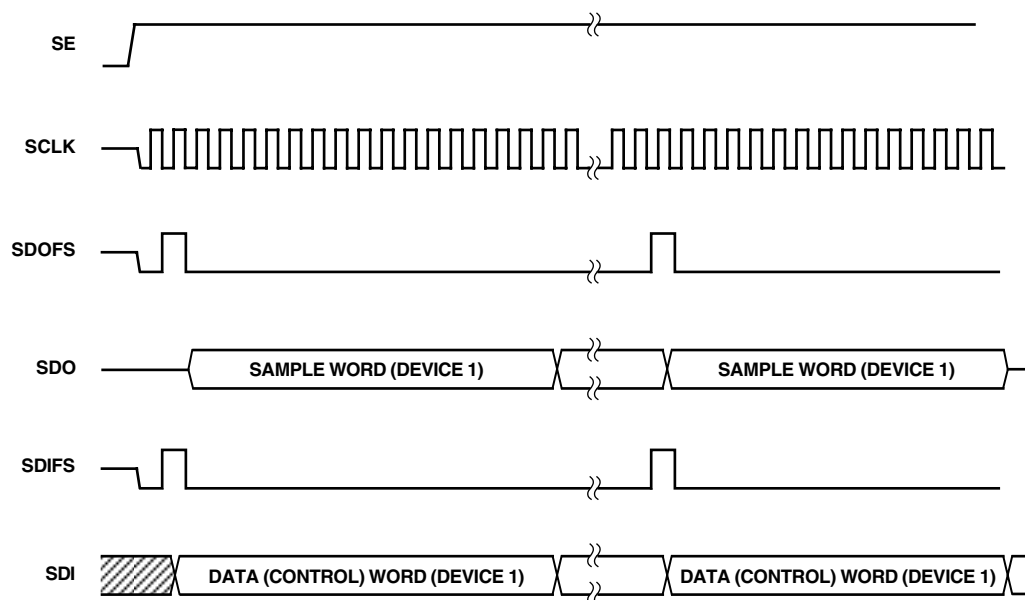 SE
SCLK
SDOFS
SDO
SAMPLE WORD (DEVICE 1)
SAMPLE WORD (DEVICE 1)
SDIFS
SDI
DATA (CONTROL) WORD (DEVICE 1)
DATA (CONTROL) WORD (DEVICE 1)